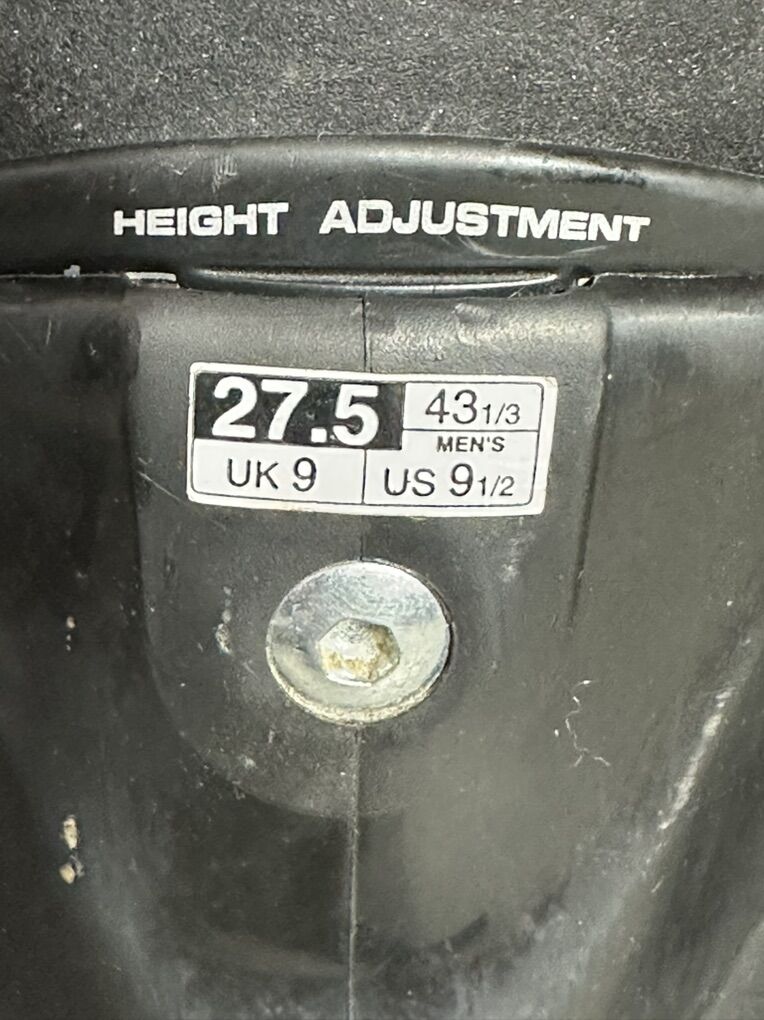 HEIGHT ADJUSTMENT
27.5
43 1/3
MEN'S
UK 9
US 9 1/2